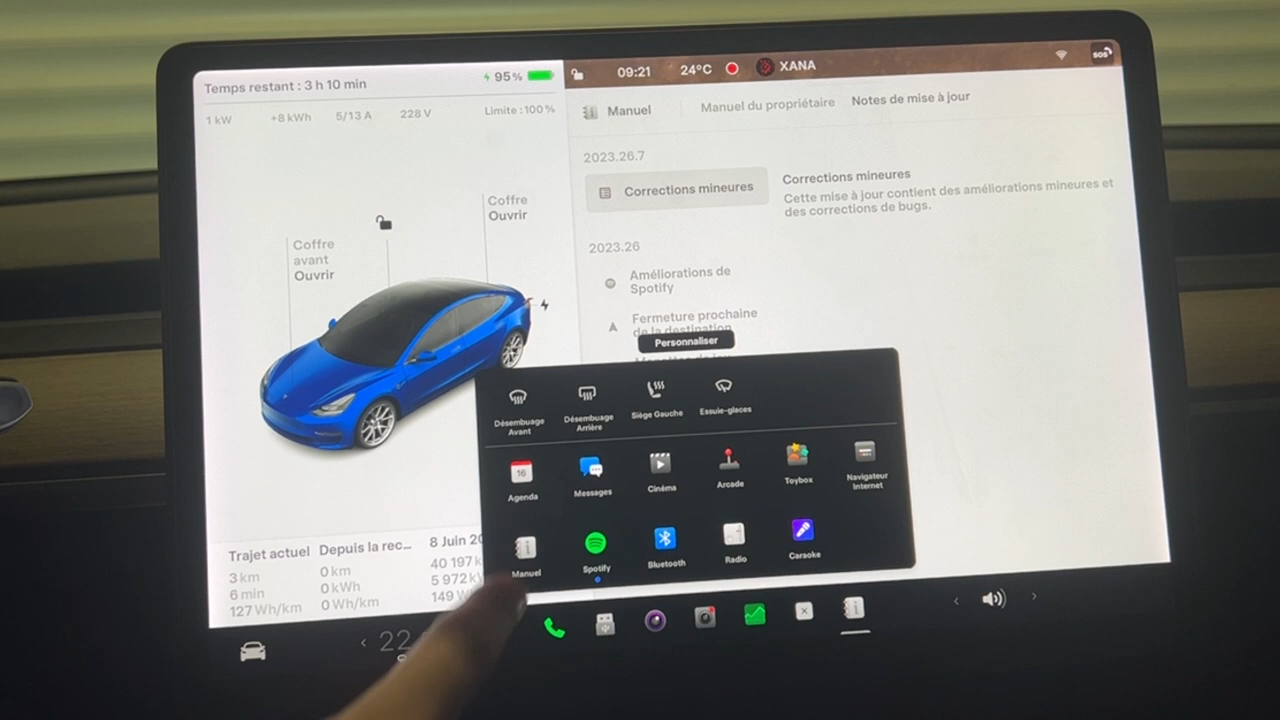 Temps restant : 3 h 10 min
95 %
1 kW
+8 kWh
5/13 A
228 V
Limite : 100 %
Coffre
Ouvrir
Coffre
avant
Ouvrir
Trajet actuel
3 km
6 min
127 Wh/km
Depuis la rec...
0 km
0 kWh
0 Wh/km
8 Juin
40 197
5 972
149
09:21
24°C
XANA
SOS
Manuel
Manuel du propriétaire
Notes de mise à jour
2023.26.7
Corrections mineures
Corrections mineures
Cette mise à jour contient des améliorations mineures et
des corrections de bugs.
2023.26
Améliorations de
Spotify
Fermeture prochaine
de la destination
Personnaliser
Désembuage
Avant
Désembuage
Arrière
Siège Gauche
Essuie-glaces
16
Agenda
Messages
Cinéma
Arcade
Toybox
Navigateur
Internet
Manuel
Spotify
Bluetooth
Radio
Caraoke
22